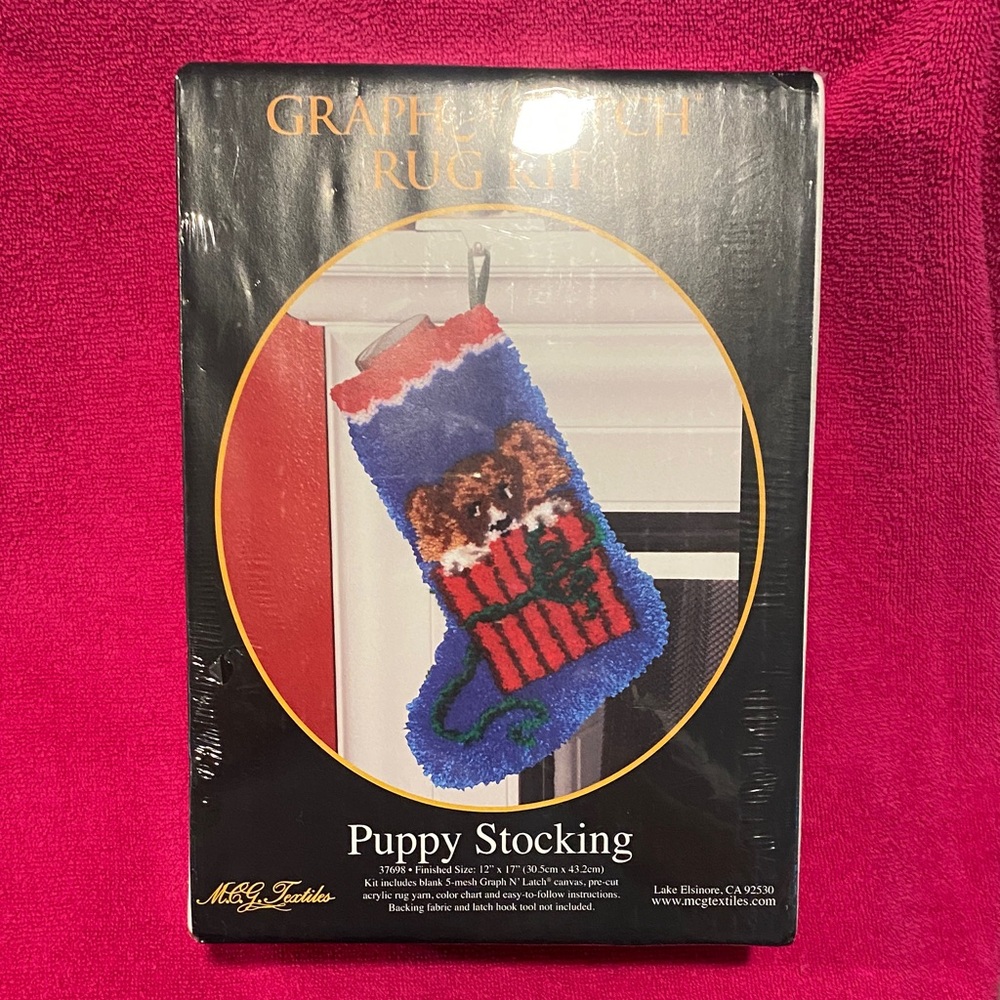 GRAPH
RUG KIT
Puppy Stocking
37698 • Finished Size: 12" x 17" (30.5cm x 43.2cm)
Kit includes blank 5-mesh Graph N' Latch® canvas, pre-cut
acrylic rug yarn, color chart and easy-to-follow instructions.
Backing fabric and latch hook tool not included.
M.C.G. Textiles
Lake Elsinore, CA 92530
www.mcgtextiles.com